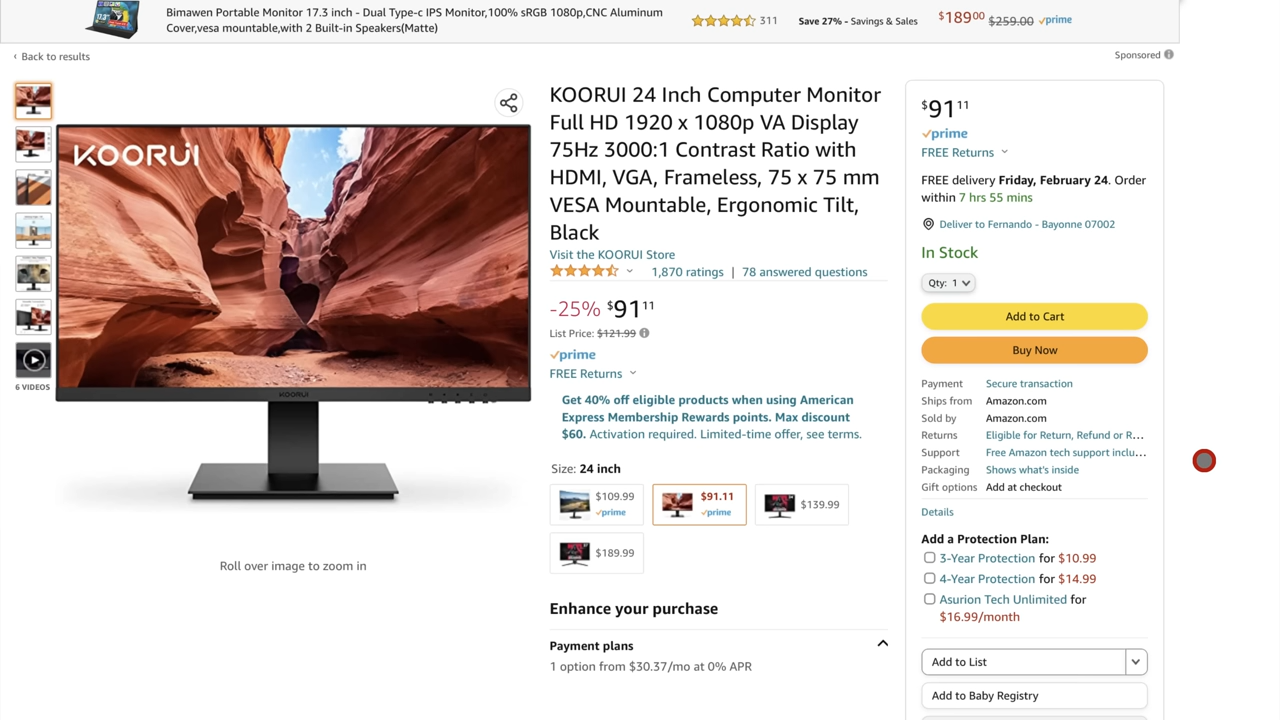 Bimawen Portable Monitor 17.3 inch - Dual Type-c IPS Monitor,100% sRGB 1080p,CNC Aluminum
Cover,vesa mountable,with 2 Built-in Speakers(Matte)
311
Save 27% - Savings & Sales
$189.00 $259.00 prime
‹ Back to results
Sponsored
KOORUI
KOORUI
6 VIDEOS
Roll over image to zoom in
KOORUI 24 Inch Computer Monitor
Full HD 1920 x 1080p VA Display
75Hz 3000:1 Contrast Ratio with
HDMI, VGA, Frameless, 75 x 75 mm
VESA Mountable, Ergonomic Tilt,
Black
Visit the KOORUI Store
1,870 ratings | 78 answered questions
-25% $91 11
List Price: $121.99
prime
FREE Returns
Get 40% off eligible products when using American
Express Membership Rewards points. Max discount
$60. Activation required. Limited-time offer, see terms.
Size: 24 inch
$109.99
prime
$91.11
prime
$139.99
$189.99
Enhance your purchase
Payment plans
1 option from $30.37/mo at 0% APR
$91 11
prime
FREE Returns
FREE delivery Friday, February 24. Order
within 7 hrs 55 mins
Deliver to Fernando - Bayonne 07002
In Stock
Qty: 1
Add to Cart
Buy Now
Payment Secure transaction
Ships from Amazon.com
Sold by Amazon.com
Returns Eligible for Return, Refund or R...
Support Free Amazon tech support inclu...
Packaging Shows what's inside
Gift options Add at checkout
Details
Add a Protection Plan:
3-Year Protection for $10.99
4-Year Protection for $14.99
Asurion Tech Unlimited for
$16.99/month
Add to List
Add to Baby Registry